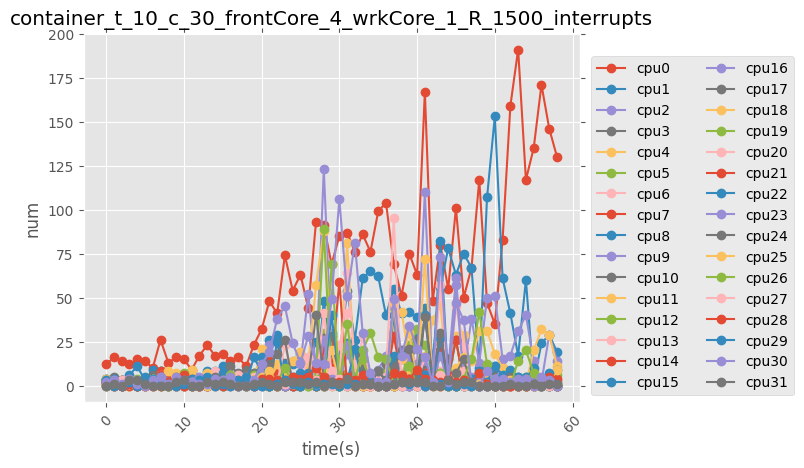 container_t_10_c_30_frontCore_4_wrkCore_1_R_1500_interrupts
200
175
150
125
100
75
50
25
0
num
0
10
20
30
40
50
60
time(s)
cpu0
cpu1
cpu2
cpu3
cpu4
cpu5
cpu6
cpu7
cpu8
cpu9
cpu10
cpu11
cpu12
cpu13
cpu14
cpu15
cpu16
cpu17
cpu18
cpu19
cpu20
cpu21
cpu22
cpu23
cpu24
cpu25
cpu26
cpu27
cpu28
cpu29
cpu30
cpu31